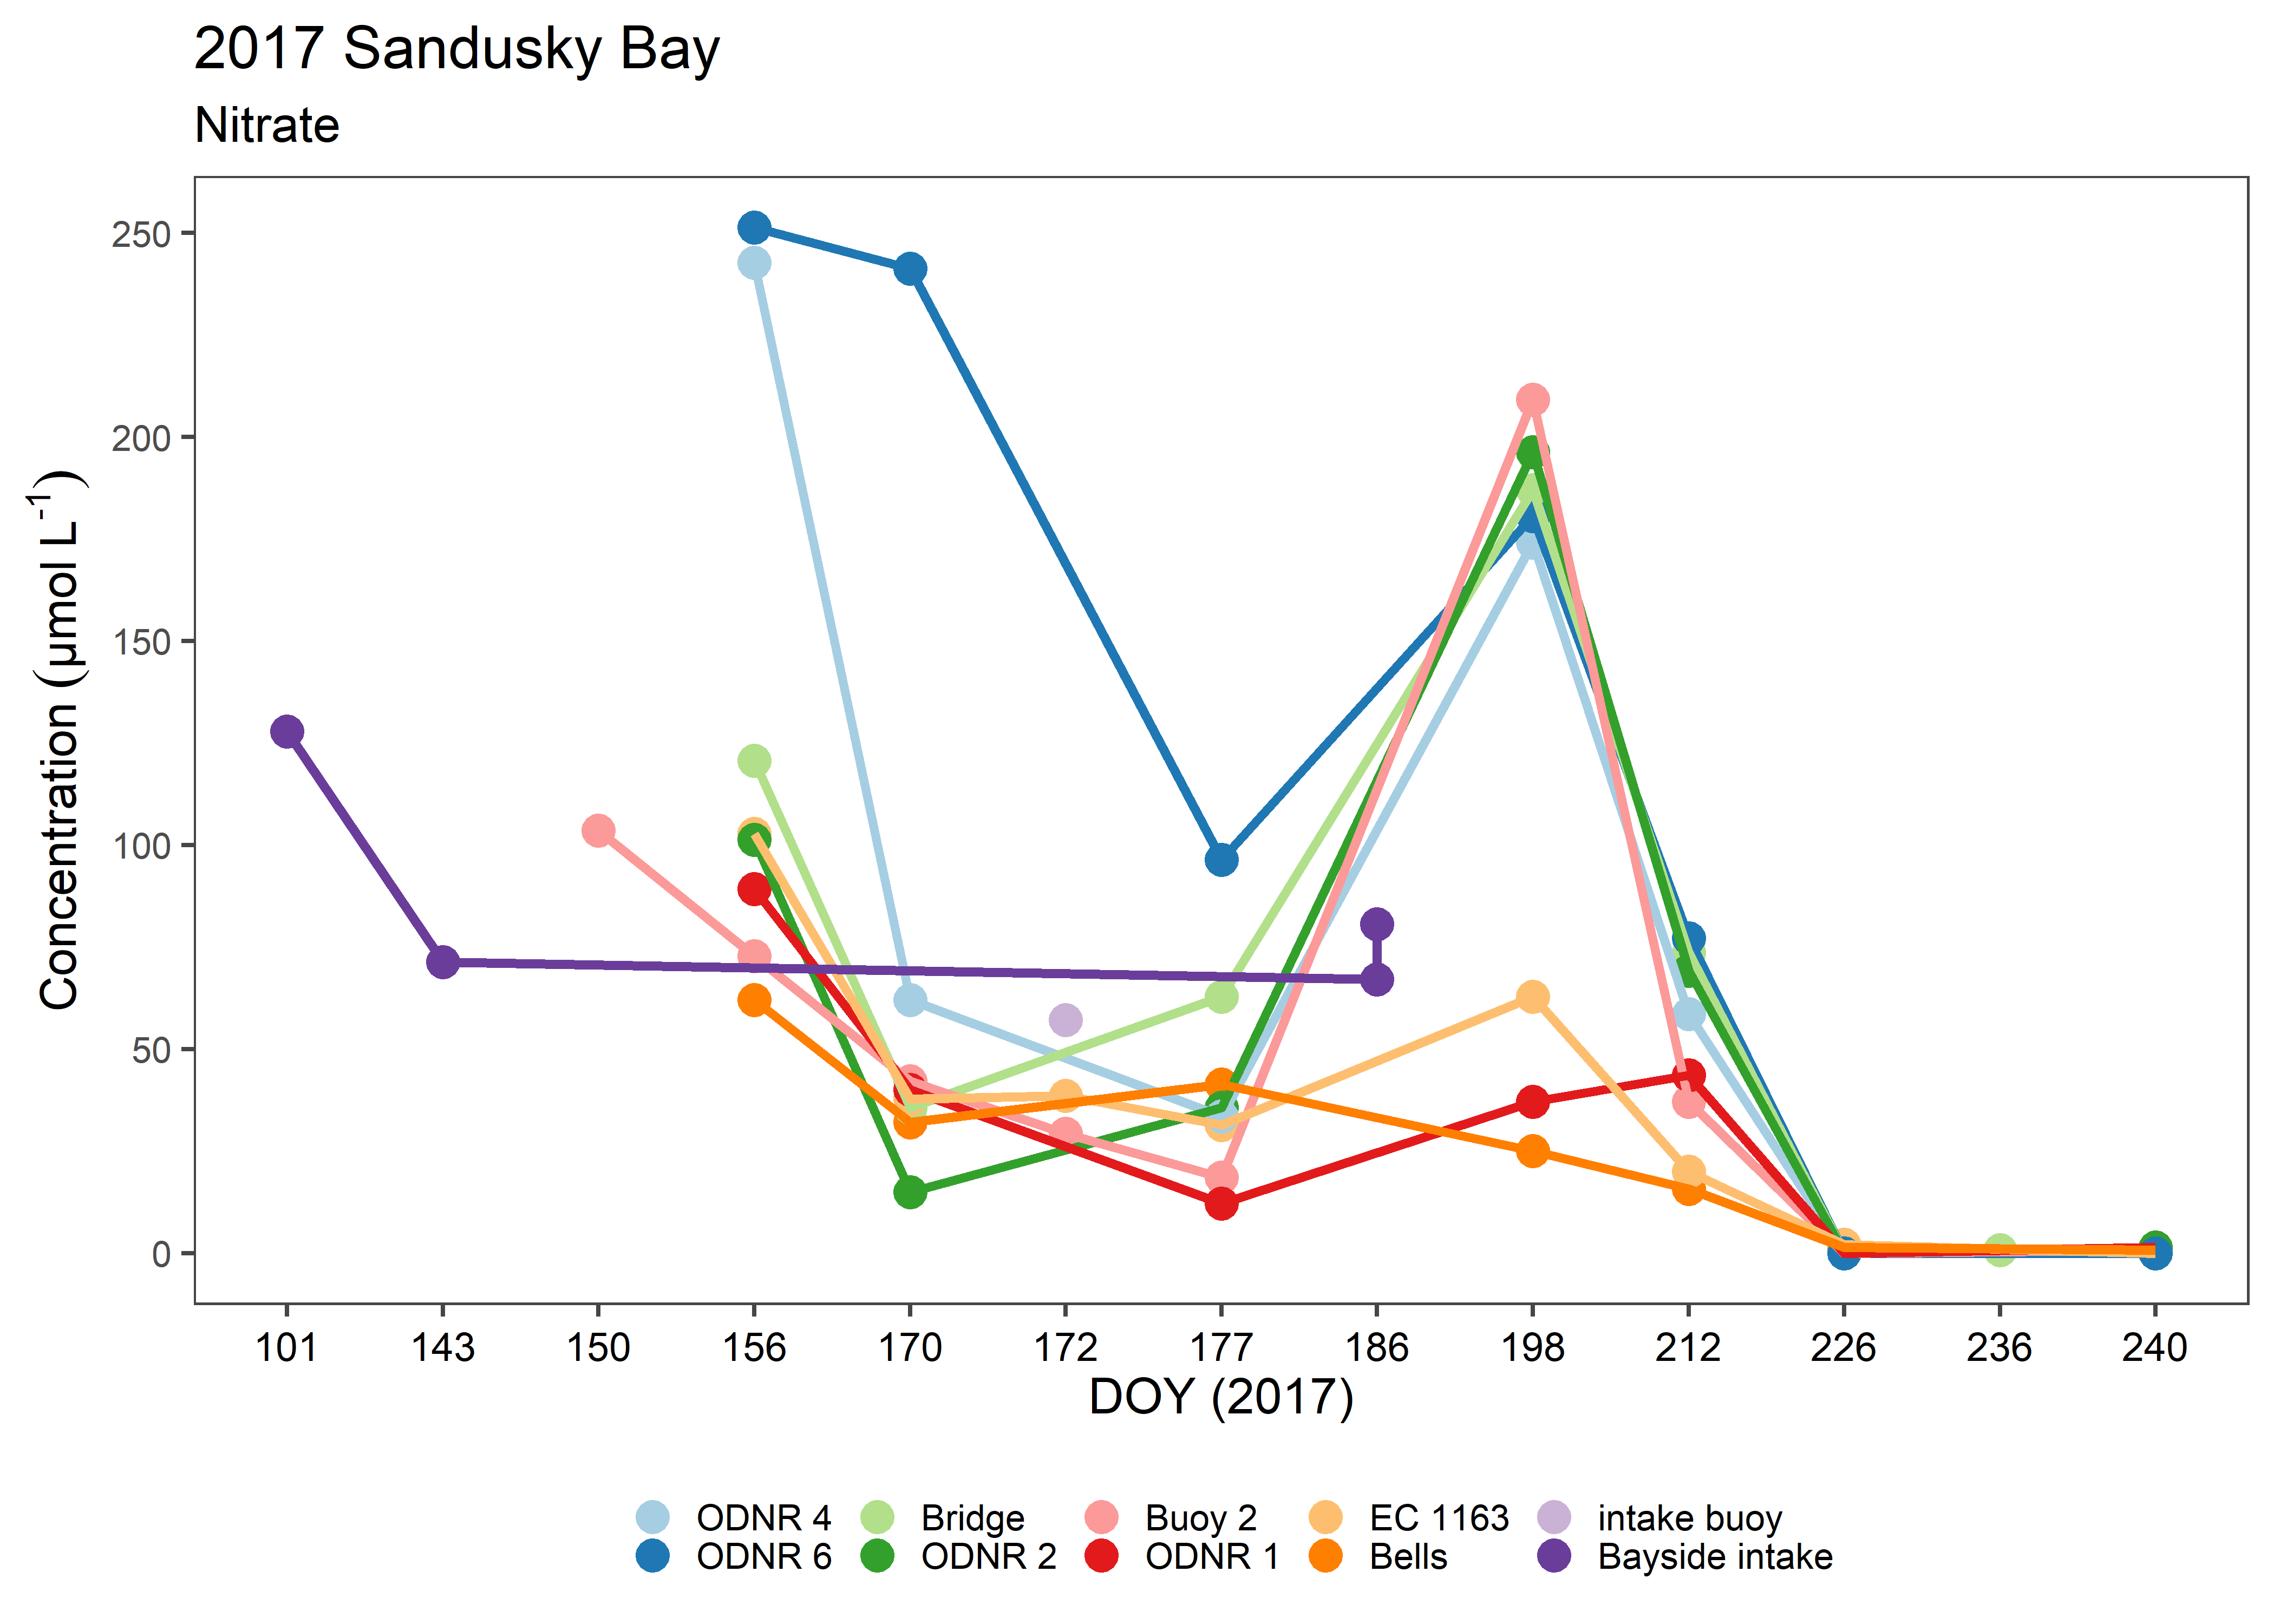 2017 Sandusky Bay
Nitrate
Concentration (µmol L⁻¹)
250
200
150
100
50
0
101 143 150 156 170 172 177 186 198 212 226 236 240
DOY (2017)
ODNR 4 Bridge Buoy 2 EC 1163 intake buoy
ODNR 6 ODNR 2 ODNR 1 Bells Bayside intake